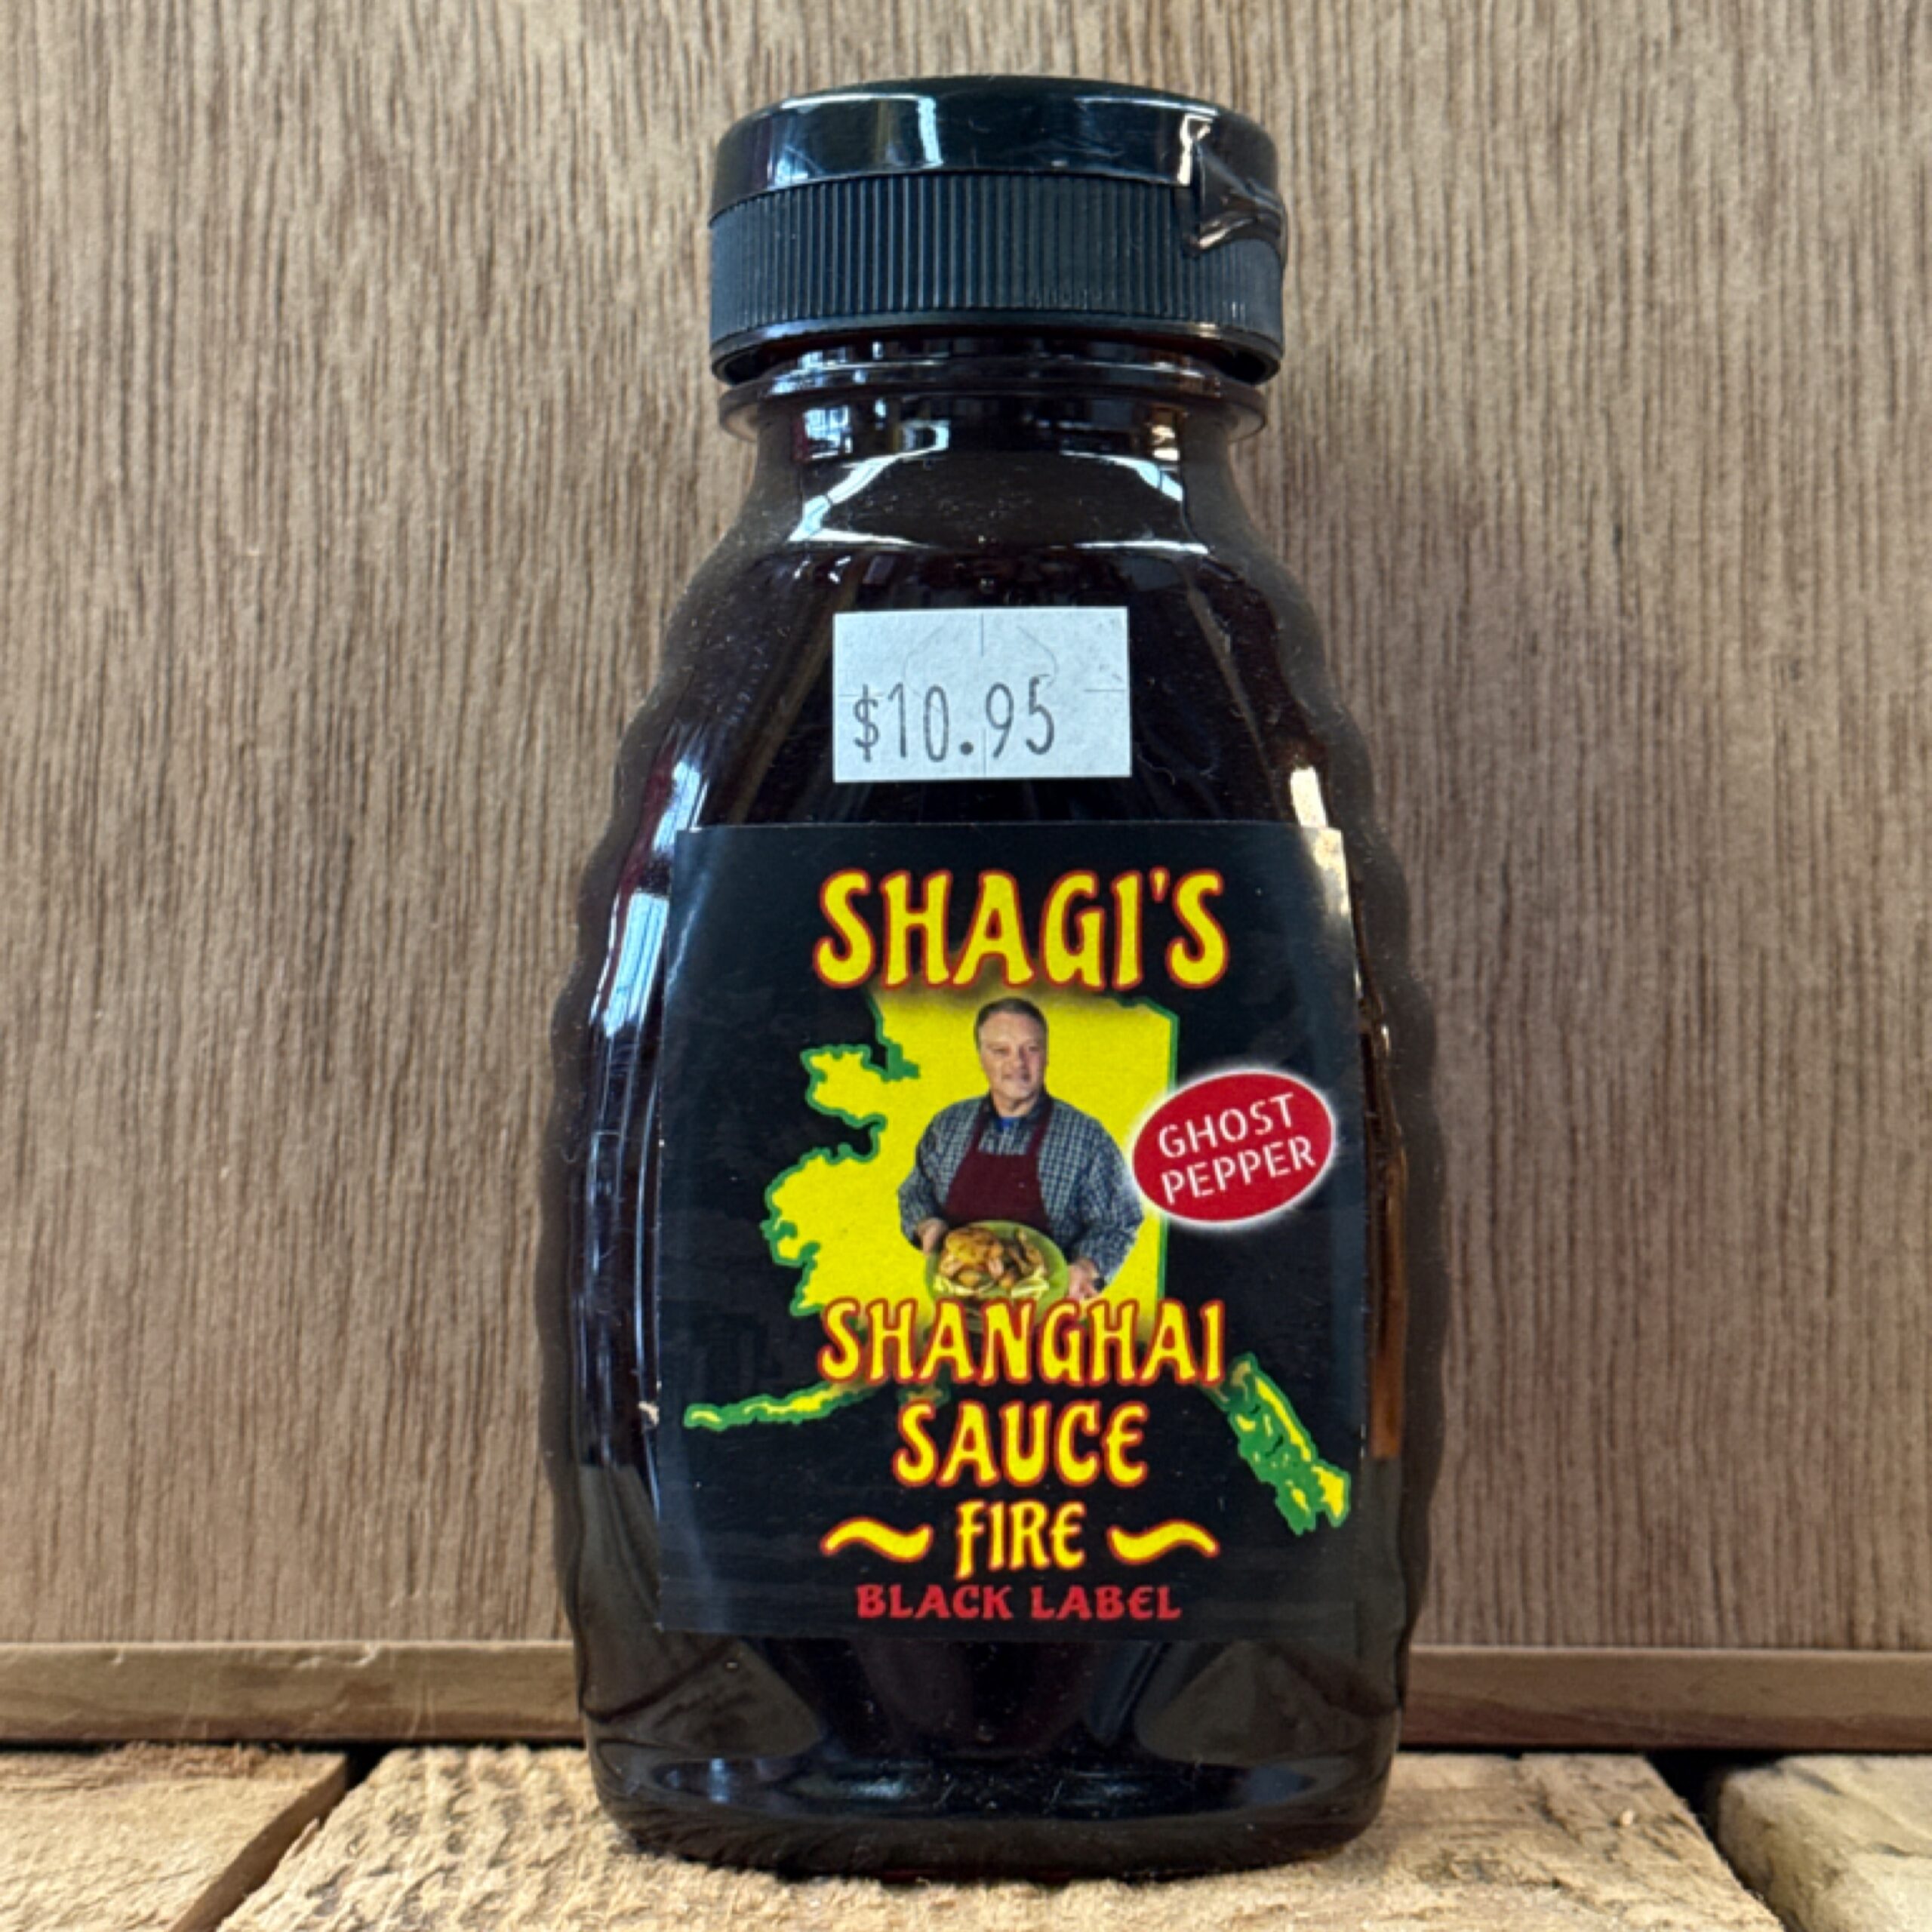 $10.95
SHAGI'S
GHOST
PEPPER
SHANGHAI
SAUCE
~ FIRE ~
BLACK LABEL